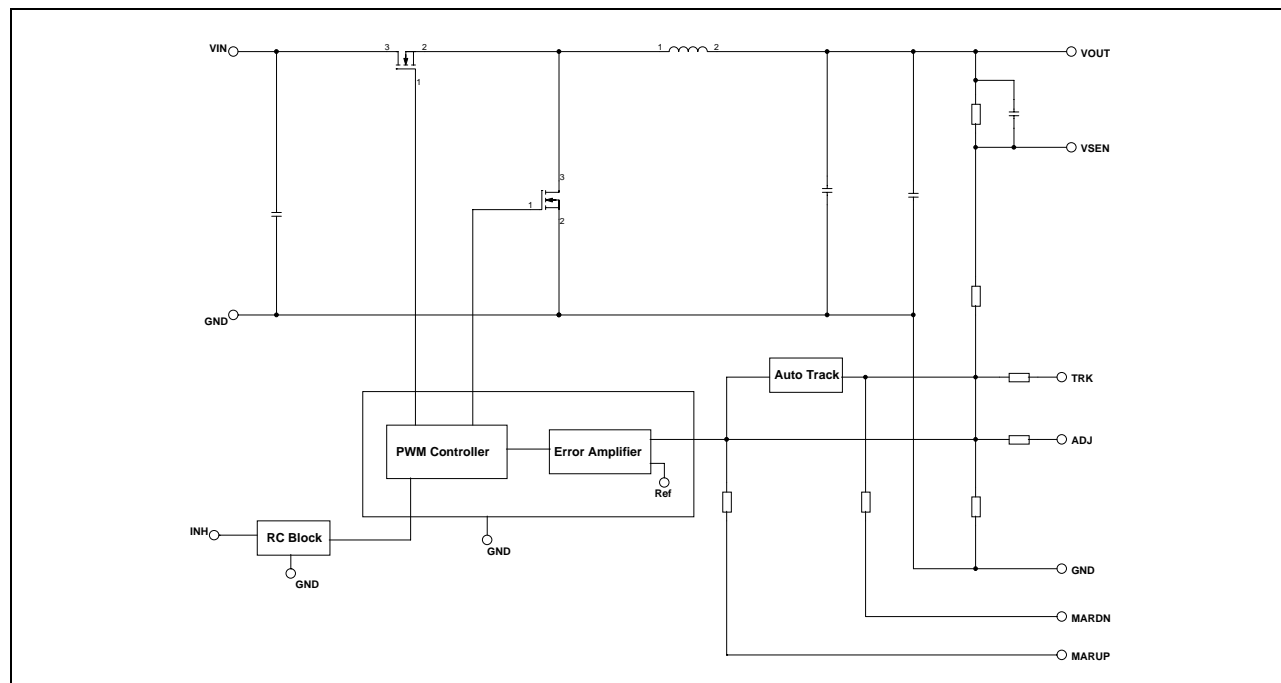 VIN
3
2
1
1
2
VOUT
VSEN
3
1
2
GND
Auto Track
TRK
ADJ
PWM Controller
Error Amplifier
Ref
INH
RC Block
GND
GND
GND
MARDN
MARUP